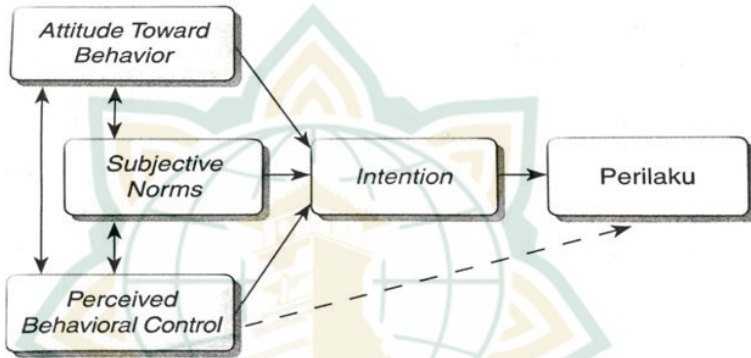 Attitude Toward
Behavior
Subjective
Norms
Intention
Perilaku
Perceived
Behavioral Control